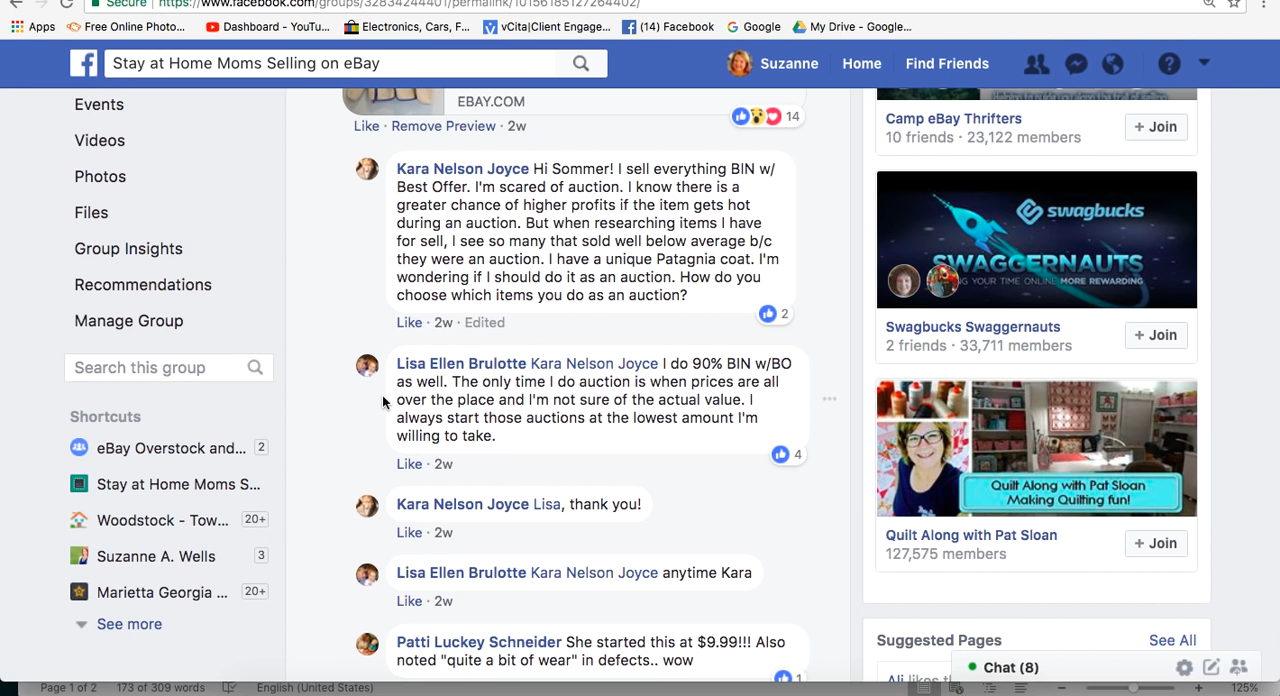 Secure https://www.facebook.com/groups/32834244401/permalink/10156185127264402/
Apps
Free Online Photo...
Dashboard - YouTu...
Electronics, Cars, F...
vCita|Client Engage...
(14) Facebook
Google
My Drive - Google...
Stay at Home Moms Selling on eBay
Suzanne
Home
Find Friends
Events
Videos
Photos
Files
Group Insights
Recommendations
Manage Group
Search this group
Shortcuts
eBay Overstock and... 2
Stay at Home Moms S...
Woodstock - Tow... 20+
Suzanne A. Wells 3
Marietta Georgia ... 20+
See more
EBAY.COM
14
Like · Remove Preview · 2w
Kara Nelson Joyce Hi Sommer! I sell everything BIN w/
Best Offer. I'm scared of auction. I know there is a
greater chance of higher profits if the item gets hot
during an auction. But when researching items I have
for sell, I see so many that sold well below average b/c
they were an auction. I have a unique Patagnia coat. I'm
wondering if I should do it as an auction. How do you
choose which items you do as an auction?
2
Like · 2w · Edited
Lisa Ellen Brulotte Kara Nelson Joyce I do 90% BIN w/BO
as well. The only time I do auction is when prices are all
over the place and I'm not sure of the actual value. I
always start those auctions at the lowest amount I'm
willing to take.
4
Like · 2w
Kara Nelson Joyce Lisa, thank you!
Like · 2w
Lisa Ellen Brulotte Kara Nelson Joyce anytime Kara
Like · 2w
Patti Luckey Schneider She started this at $9.99!!! Also
noted "quite a bit of wear" in defects.. wow
1
Camp eBay Thrifters
10 friends · 23,122 members
+ Join
swagbucks
SWAGGERNAUTS
G YOUR TIME ONLINE MORE REWARDING
Swagbucks Swaggernauts
2 friends · 33,711 members
+ Join
Quilt Along with Pat Sloan
Making Quilting fun!
Quilt Along with Pat Sloan
127,575 members
+ Join
Suggested Pages
See All
Chat (8)
Page 1 of 2
173 of 309 words
English (United States)
125%